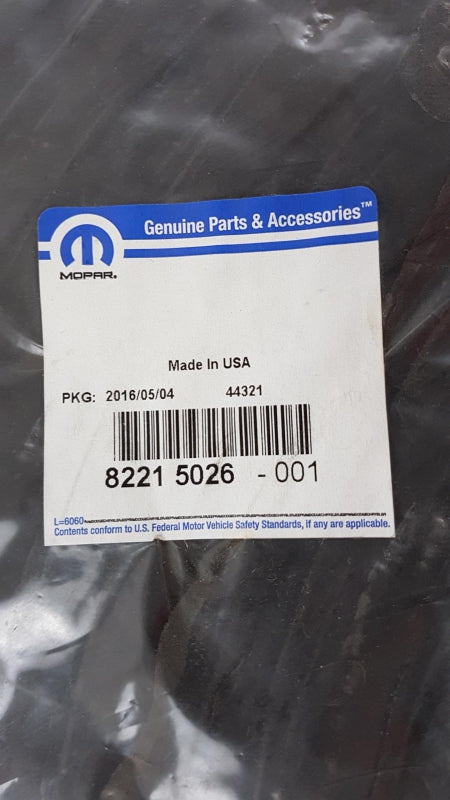 Genuine Parts & Accessories™
MOPAR®
Made In USA
PKG: 2016/05/04 44321
8221 5026 - 001
L=6060
Contents conform to U.S. Federal Motor Vehicle Safety Standards, if any are applicable.